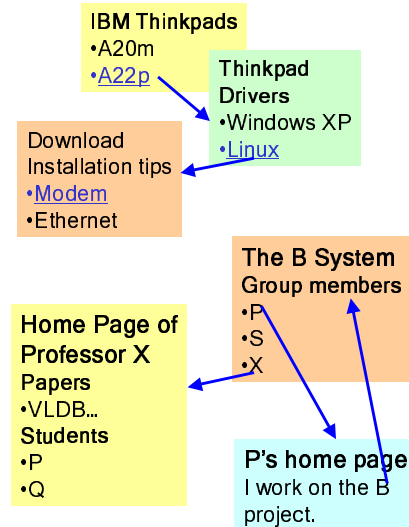 IBM Thinkpads
•A20m
•A22p
Thinkpad
Drivers
•Windows XP
•Linux
Download
Installation tips
•Modem
•Ethernet
The B System
Group members
•P
•S
•X
Home Page of
Professor X
Papers
•VLDB...
Students
•P
•Q
P's home page
I work on the B
project.